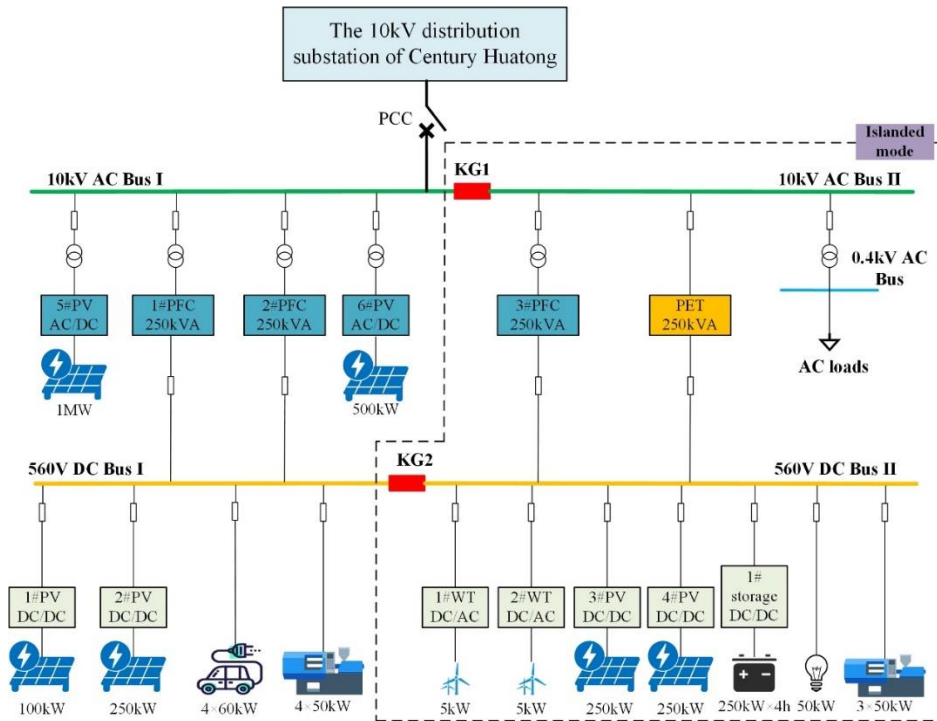 The 10kV distribution
substation of Century Huatong
PCC
Islanded
mode
KG1
10kV AC Bus I
10kV AC Bus II
0.4kV AC
Bus
5#PV
AC/DC
1#PFC
250kVA
2#PFC
250kVA
6#PV
AC/DC
3#PFC
250kVA
PET
250kVA
AC loads
1MW
500kW
KG2
560V DC Bus I
560V DC Bus II
1#PV
DC/DC
2#PV
DC/DC
1#WT
DC/AC
2#WT
DC/AC
3#PV
DC/DC
4#PV
DC/DC
1#
storage
DC/DC
100kW
250kW
4×60kW
4×50kW
5kW
5kW
250kW
250kW
250kW×4h
50kW
3×50kW